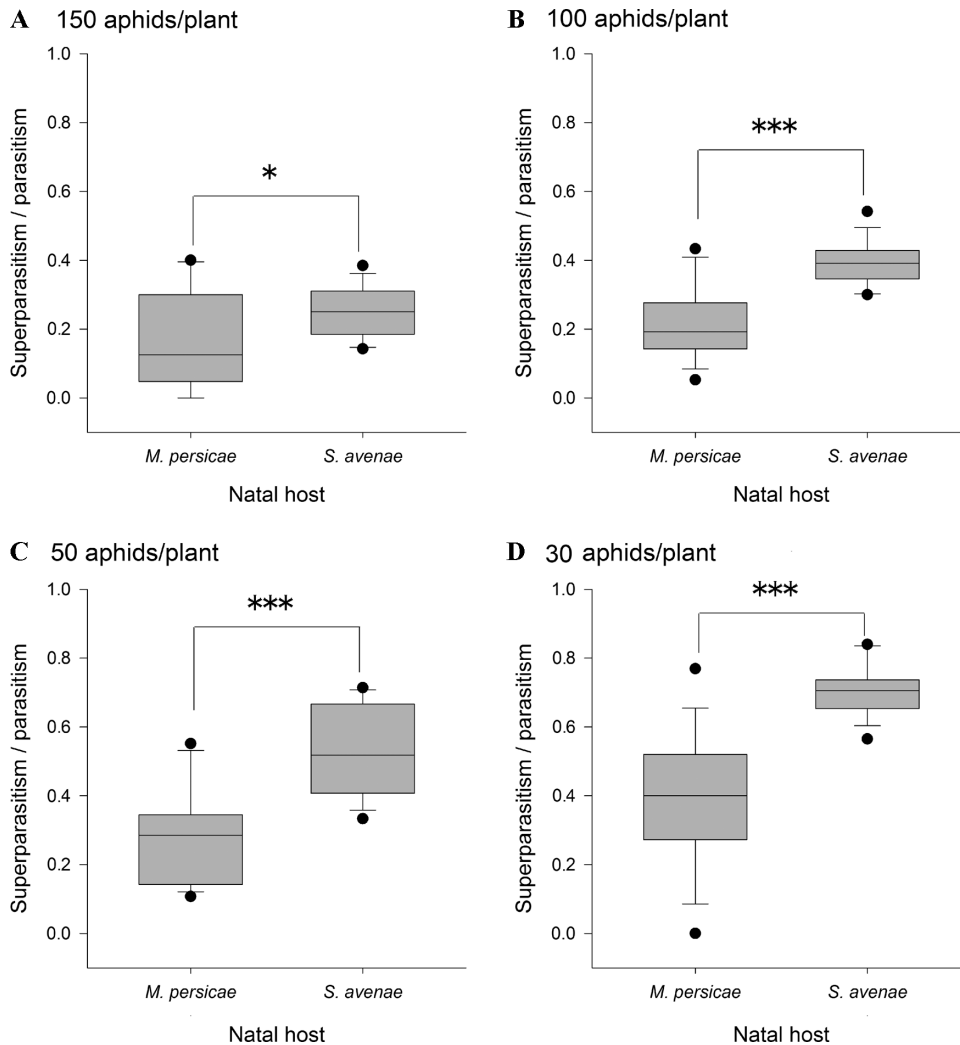 A 150 aphids/plant
Superparasitism / parasitism
1.0
0.8
0.6
0.4
0.2
0.0
*
M. persicae S. avenae
Natal host
B 100 aphids/plant
Superparasitism / parasitism
1.0
0.8
0.6
0.4
0.2
0.0
***
M. persicae S. avenae
Natal host
C 50 aphids/plant
Superparasitism / parasitism
1.0
0.8
0.6
0.4
0.2
0.0
***
M. persicae S. avenae
Natal host
D 30 aphids/plant
Superparasitism / parasitism
1.0
0.8
0.6
0.4
0.2
0.0
***
M. persicae S. avenae
Natal host